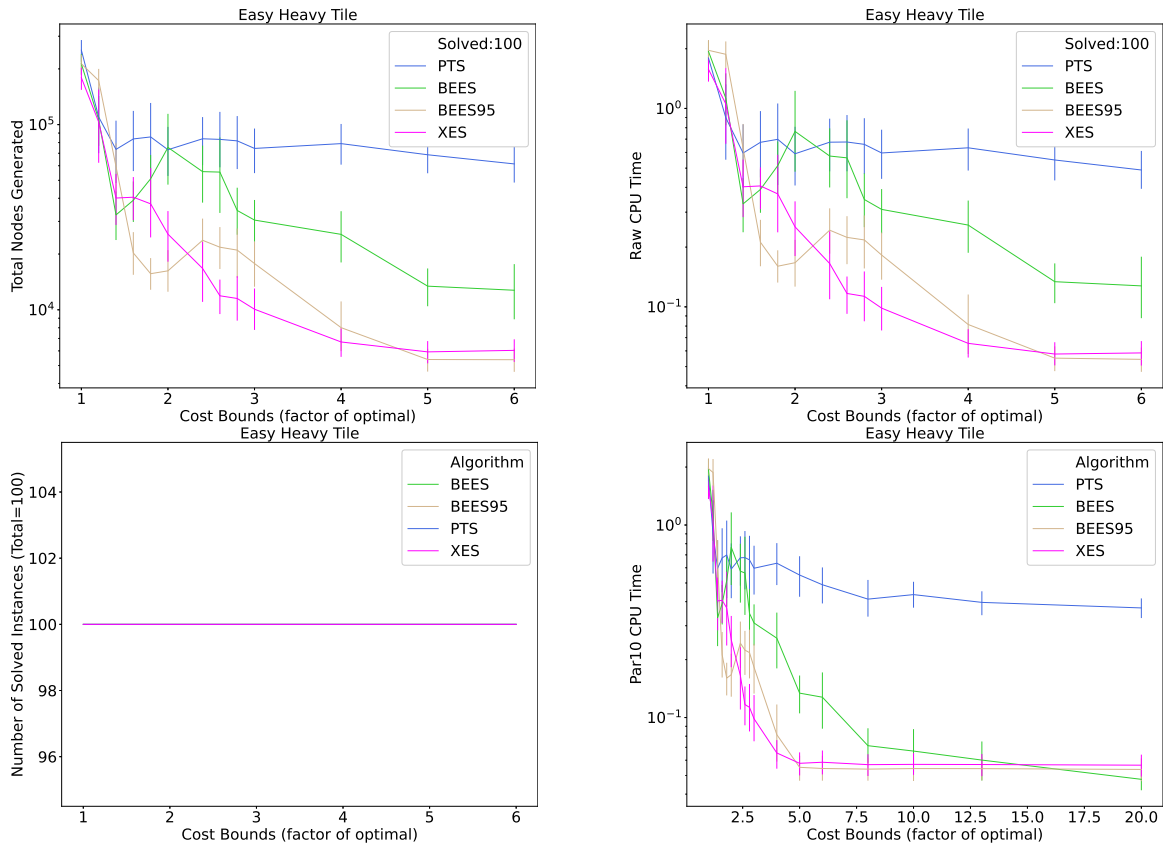 Easy Heavy Tile
Total Nodes Generated
10^5
10^4
Solved:100
PTS
BEES
BEES95
XES
1 2 3 4 5 6
Cost Bounds (factor of optimal)
Easy Heavy Tile
Raw CPU Time
10^0
10^−1
Solved:100
PTS
BEES
BEES95
XES
1 2 3 4 5 6
Cost Bounds (factor of optimal)
Easy Heavy Tile
Number of Solved Instances (Total=100)
104
102
100
98
96
Algorithm
BEES
BEES95
PTS
XES
1 2 3 4 5 6
Cost Bounds (factor of optimal)
Easy Heavy Tile
Par10 CPU Time
10^0
10^−1
Algorithm
PTS
BEES
BEES95
XES
2.5 5.0 7.5 10.0 12.5 15.0 17.5 20.0
Cost Bounds (factor of optimal)